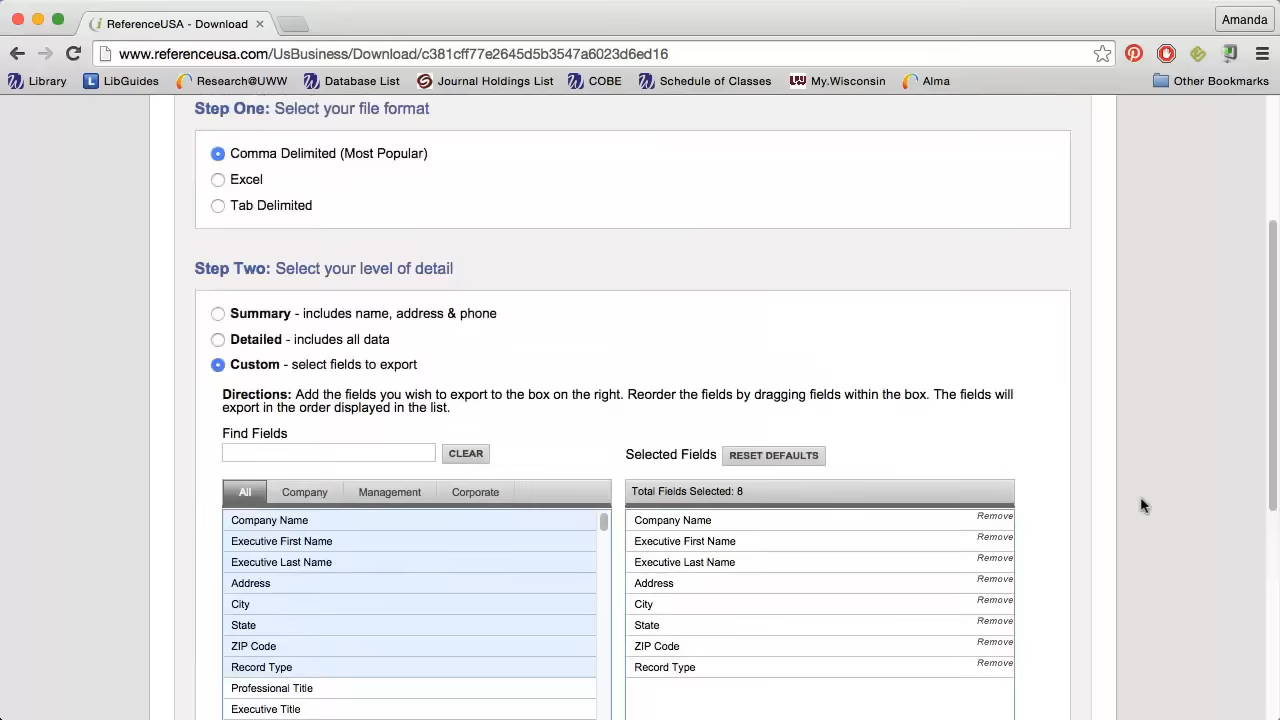 ReferenceUSA - Download
Amanda
www.referenceusa.com/UsBusiness/Download/c381cff77e2645d5b3547a6023d6ed16
Library LibGuides Research@UWW Database List Journal Holdings List COBE Schedule of Classes My.Wisconsin Alma Other Bookmarks
Step One: Select your file format
Comma Delimited (Most Popular)
Excel
Tab Delimited
Step Two: Select your level of detail
Summary - includes name, address & phone
Detailed - includes all data
Custom - select fields to export
Directions: Add the fields you wish to export to the box on the right. Reorder the fields by dragging fields within the box. The fields will
export in the order displayed in the list.
Find Fields
CLEAR
Selected Fields RESET DEFAULTS
All Company Management Corporate
Company Name
Executive First Name
Executive Last Name
Address
City
State
ZIP Code
Record Type
Professional Title
Executive Title
Total Fields Selected: 8
Company Name Remove
Executive First Name Remove
Executive Last Name Remove
Address Remove
City Remove
State Remove
ZIP Code Remove
Record Type Remove